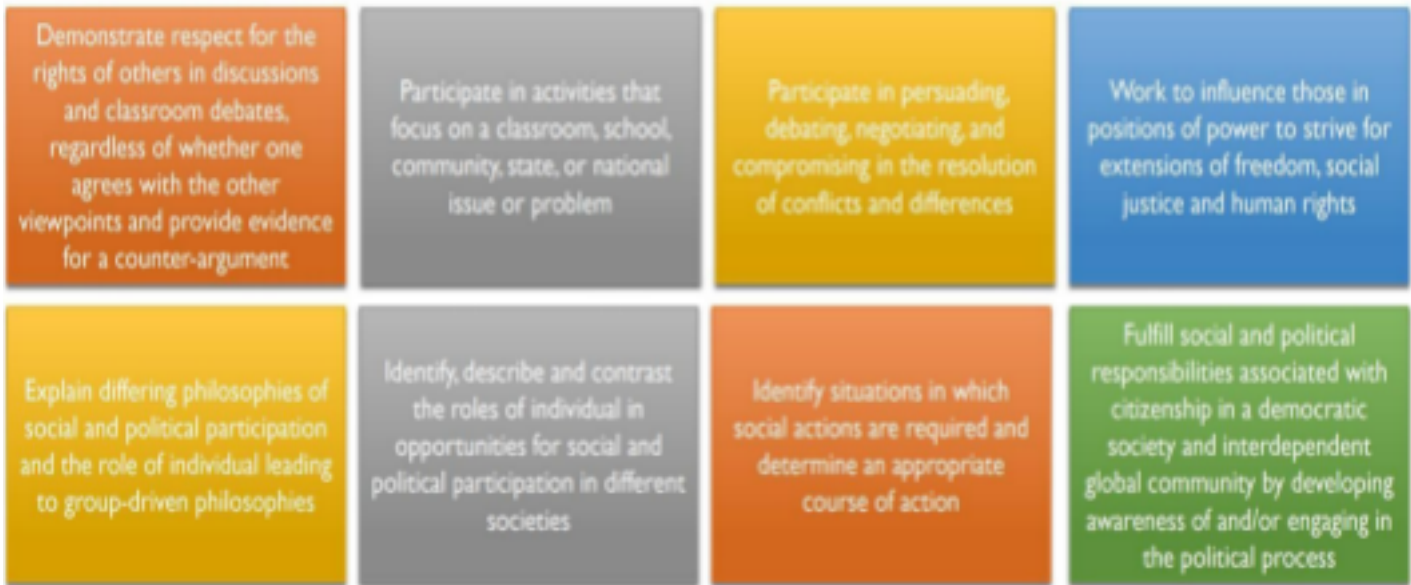 Demonstrate respect for the
rights of others in discussions
and classroom debates,
regardless of whether one
agrees with the other
viewpoints and provide evidence
for a counter-argument
Participate in activities that
focus on a classroom, school,
community, state, or national
issue or problem
Participate in persuading,
debating, negotiating, and
compromising in the resolution
of conflicts and differences
Work to influence those in
positions of power to strive for
extensions of freedom, social
justice and human rights
Explain differing philosophies of
social and political participation
and the role of individual leading
to group-driven philosophies
Identify, describe and contrast
the roles of individual in
opportunities for social and
political participation in different
societies
Identify situations in which
social actions are required and
determine an appropriate
course of action
Fulfill social and political
responsibilities associated with
citizenship in a democratic
society and interdependent
global community by developing
awareness of and/or engaging in
the political process